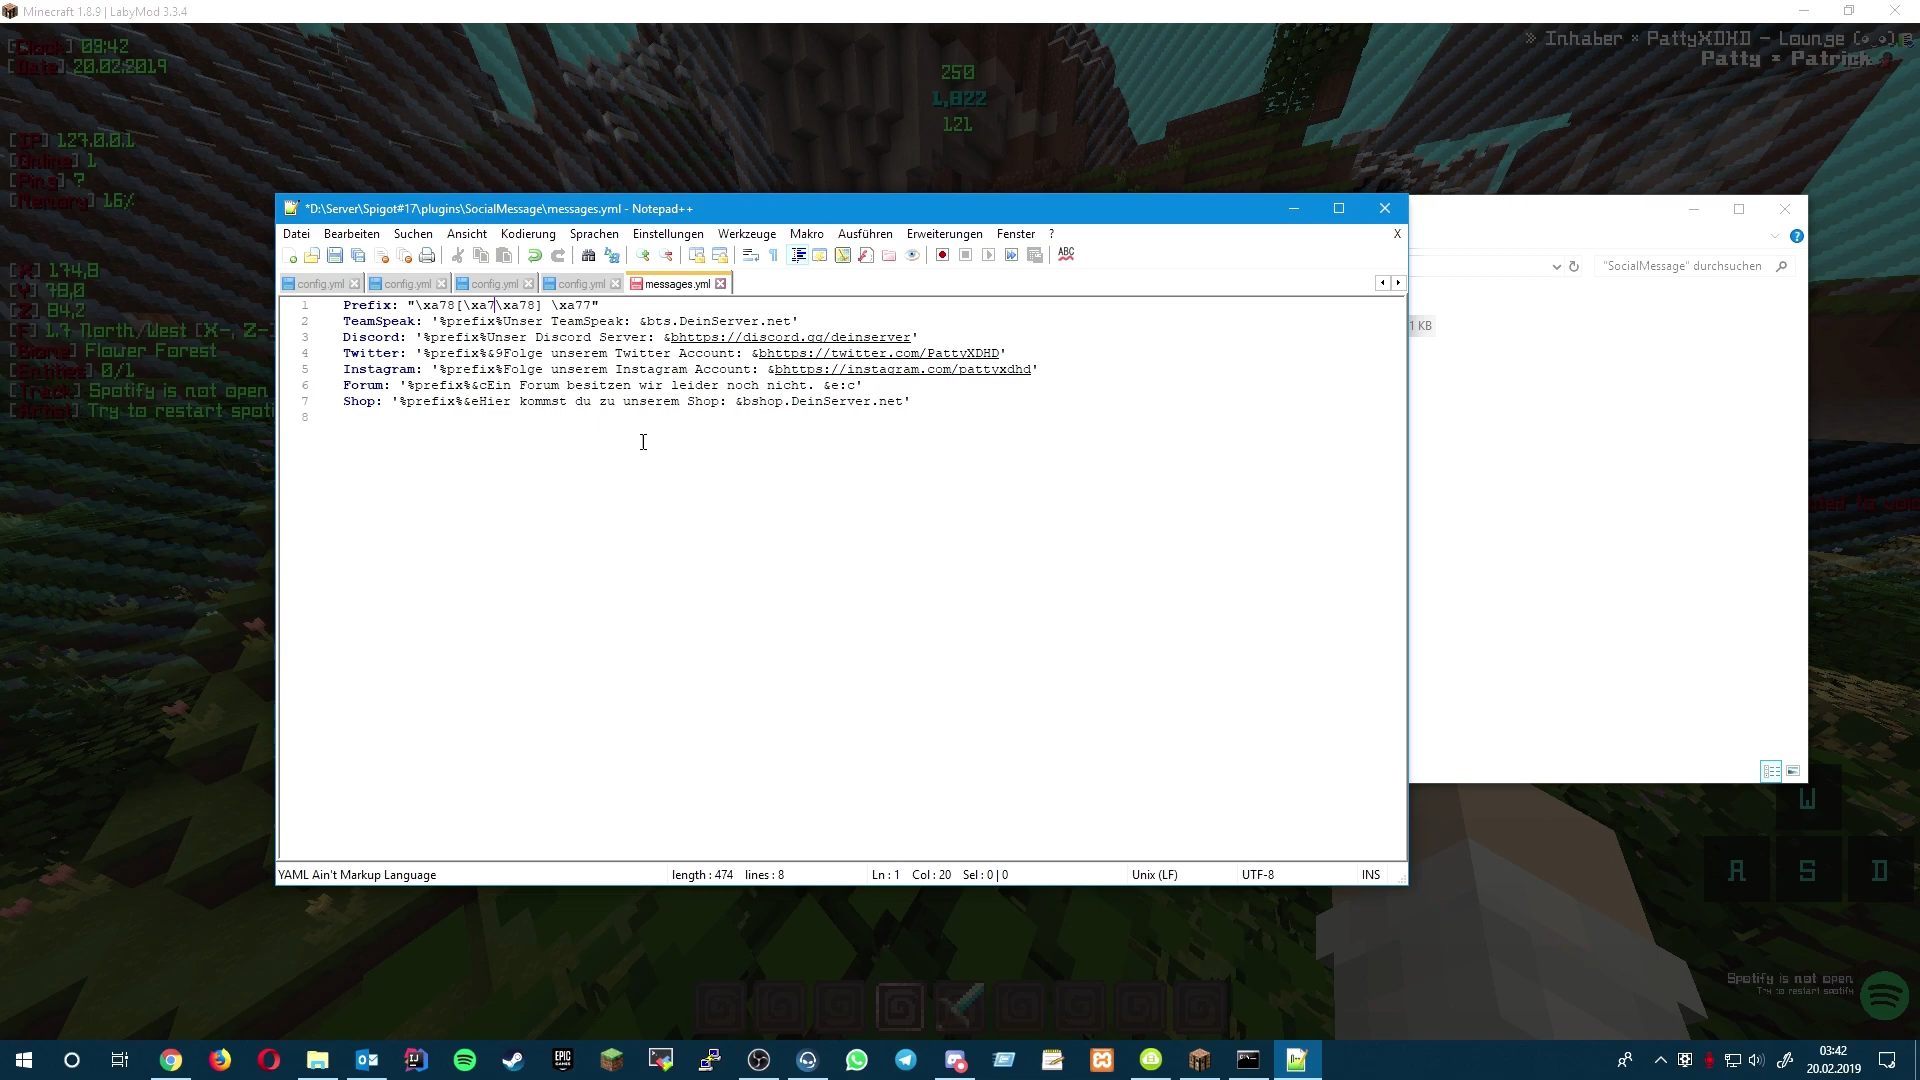 Minecraft 1.8.9 | LabyMod 3.3.4
[Clock] 03:42
[Date] 20.02.2019
» Inhaber × PattyXDHD - Lounge
Patty × Patrick
250
1,822
121
[IP] 127.0.0.1
[Online] 1
[Ping] ?
[Memory] 16%
[X] 174,8
[Y] 78,0
[Z] 84,2
[F] 1.7 North/West [X-, Z-]
[Biome] Flower Forest
[Entities] 0/1
[Track] Spotify is not open
Try to restart spoti
*D:\Server\Spigot#17\plugins\SocialMessage\messages.yml - Notepad++
Datei Bearbeiten Suchen Ansicht Kodierung Sprachen Einstellungen Werkzeuge Makro Ausführen Erweiterungen Fenster ? X
ABC
config.yml config.yml config.yml config.yml messages.yml
1 Prefix: "\xa78[\xa7\xa78] \xa77"
2 TeamSpeak: '%prefix%Unser TeamSpeak: &bts.DeinServer.net'
3 Discord: '%prefix%Unser Discord Server: &bhttps://discord.gg/deinserver'
4 Twitter: '%prefix%&9Folge unserem Twitter Account: &bhttps://twitter.com/PattyXDHD'
5 Instagram: '%prefix%Folge unserem Instagram Account: &bhttps://instagram.com/pattyxdhd'
6 Forum: '%prefix%&cEin Forum besitzen wir leider noch nicht. &e:c'
7 Shop: '%prefix%&eHier kommst du zu unserem Shop: &bshop.DeinServer.net'
8
YAML Ain't Markup Language length : 474 lines : 8 Ln : 1 Col : 20 Sel : 0 | 0 Unix (LF) UTF-8 INS
"SocialMessage" durchsuchen
1 KB
W
A S D
Spotify is not open
Try to restart spotify
EPIC GAMES
03:42
20.02.2019